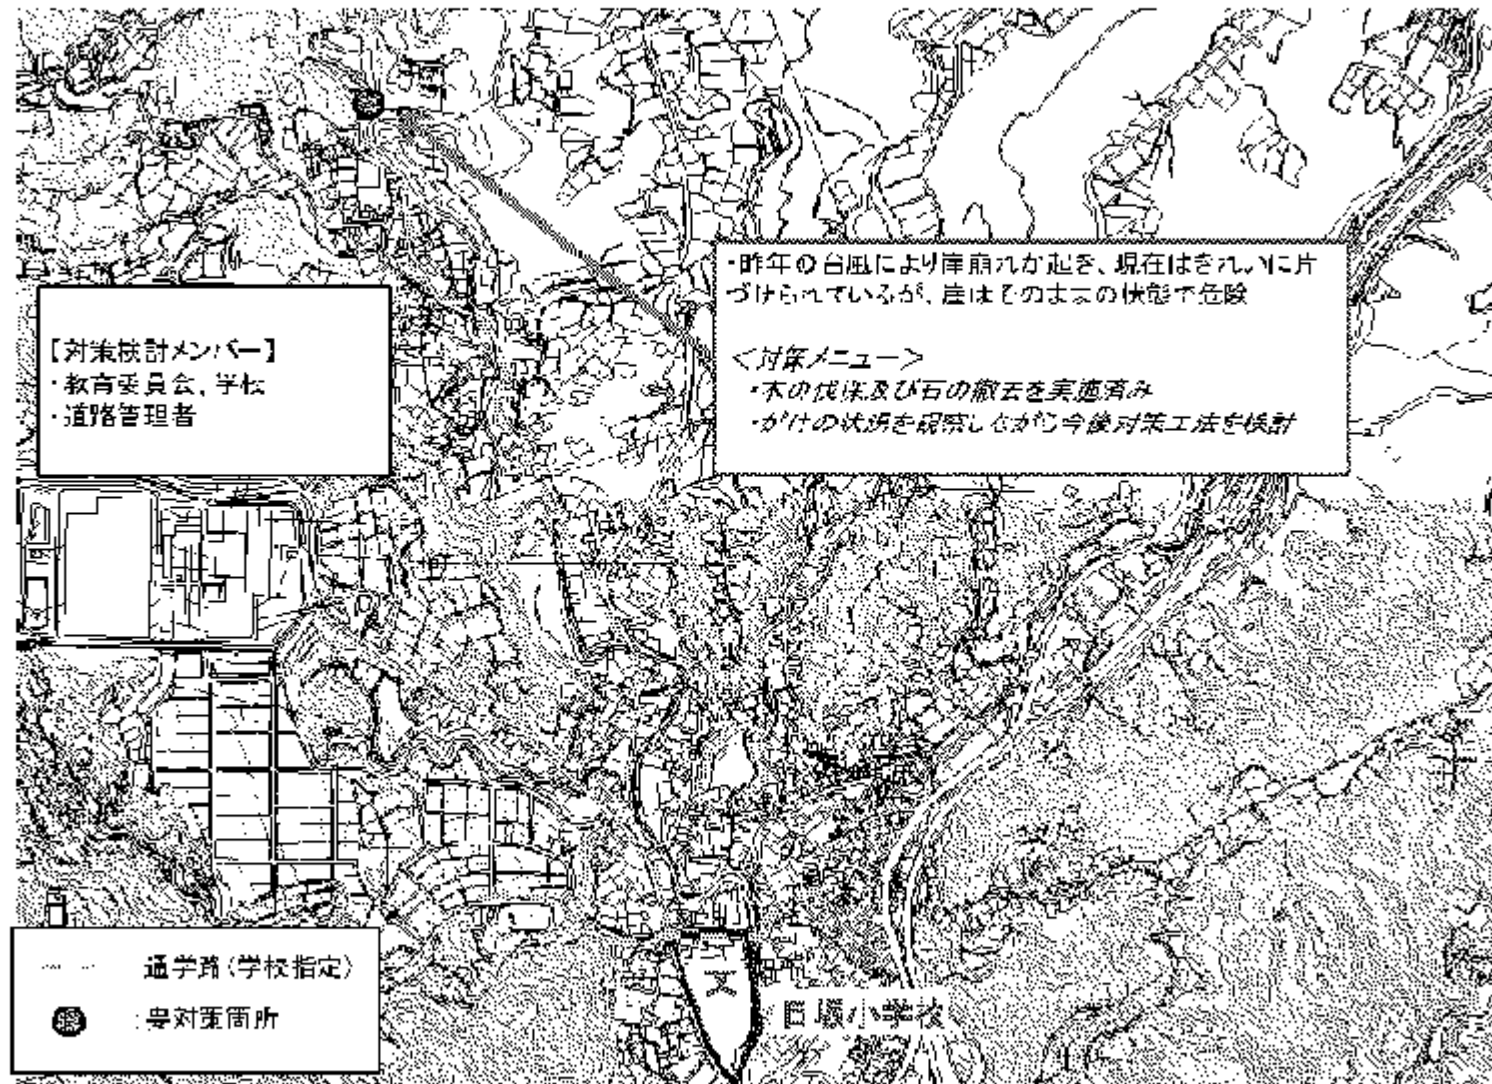 ・昨年の台風により崖崩れが起き、現在はきれいに片
づけられているが、崖はそのままの状態で危険
<対策メニュー>
・木の伐採及び石の撤去を実施済み
・がけの状況を観察しながら今後対策工法を検討
【対策検討メンバー】
・教育委員会、学校
・道路管理者
通学路(学校指定)
:要対策箇所
文
小学校